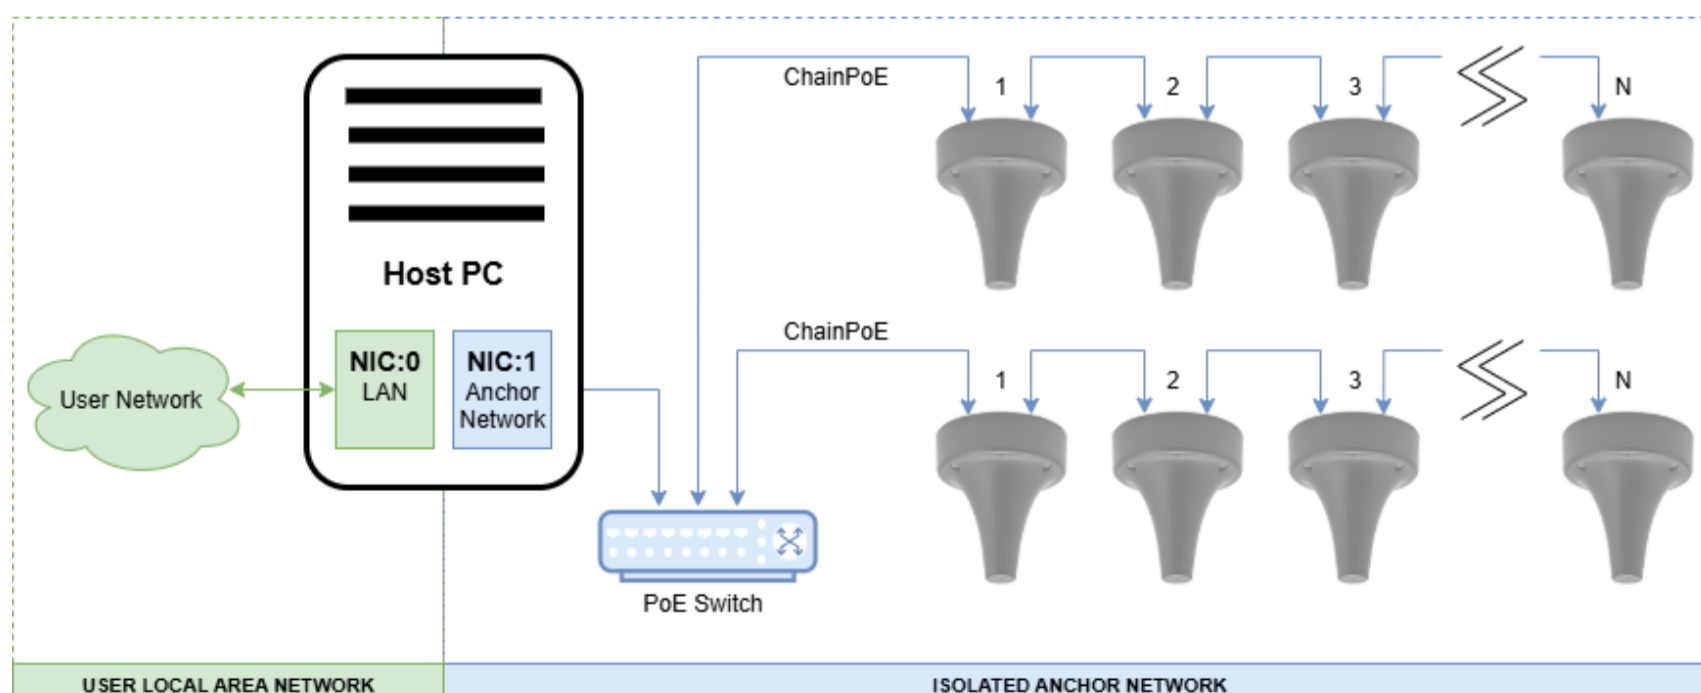 ChainPoE
1
2
3
N
Host PC
ChainPoE
NIC:0
LAN
NIC:1
Anchor
Network
User Network
1
2
3
N
PoE Switch
USER LOCAL AREA NETWORK
ISOLATED ANCHOR NETWORK